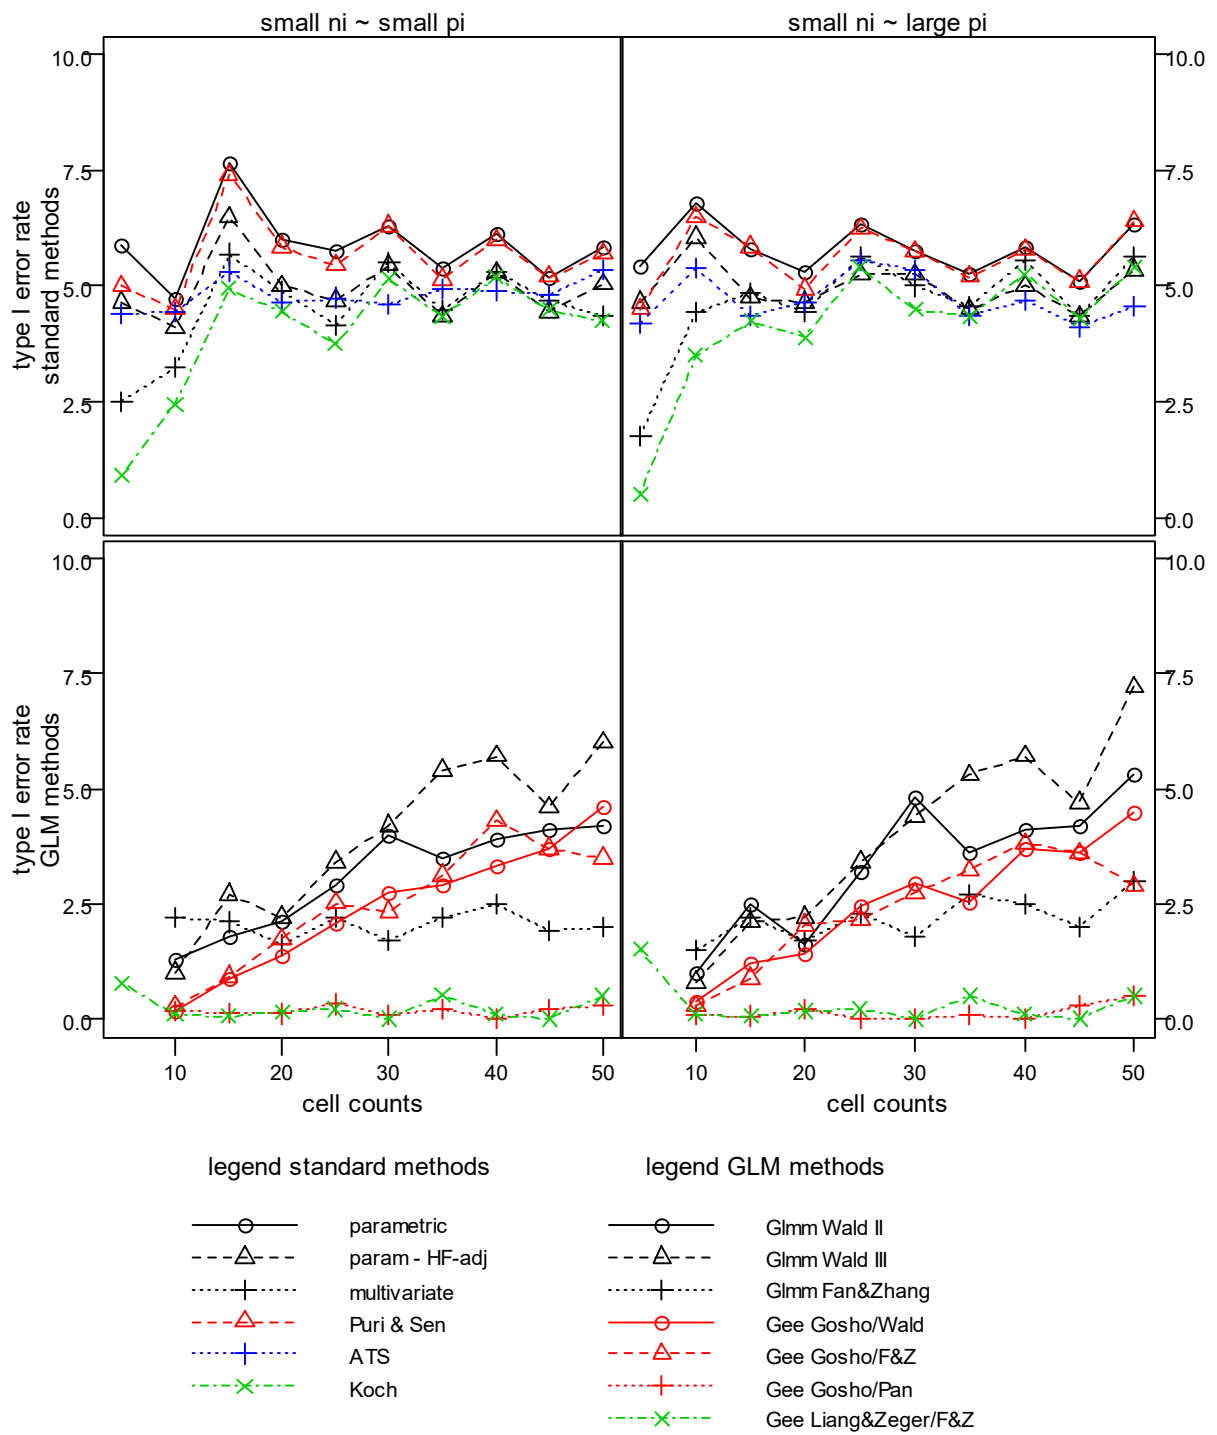 small ni ~ small pi
small ni ~ large pi
10.0
7.5
5.0
2.5
0.0
type I error rate
standard methods
10.0
7.5
5.0
2.5
0.0
10.0
7.5
5.0
2.5
0.0
type I error rate
GLM methods
10.0
7.5
5.0
2.5
0.0
10 20 30 40 50
10 20 30 40 50
cell counts
cell counts
legend standard methods
parametric
param - HF-adj
multivariate
Puri & Sen
ATS
Koch
legend GLM methods
Glmm Wald II
Glmm Wald III
Glmm Fan&Zhang
Gee Gosho/Wald
Gee Gosho/F&Z
Gee Gosho/Pan
Gee Liang&Zeger/F&Z